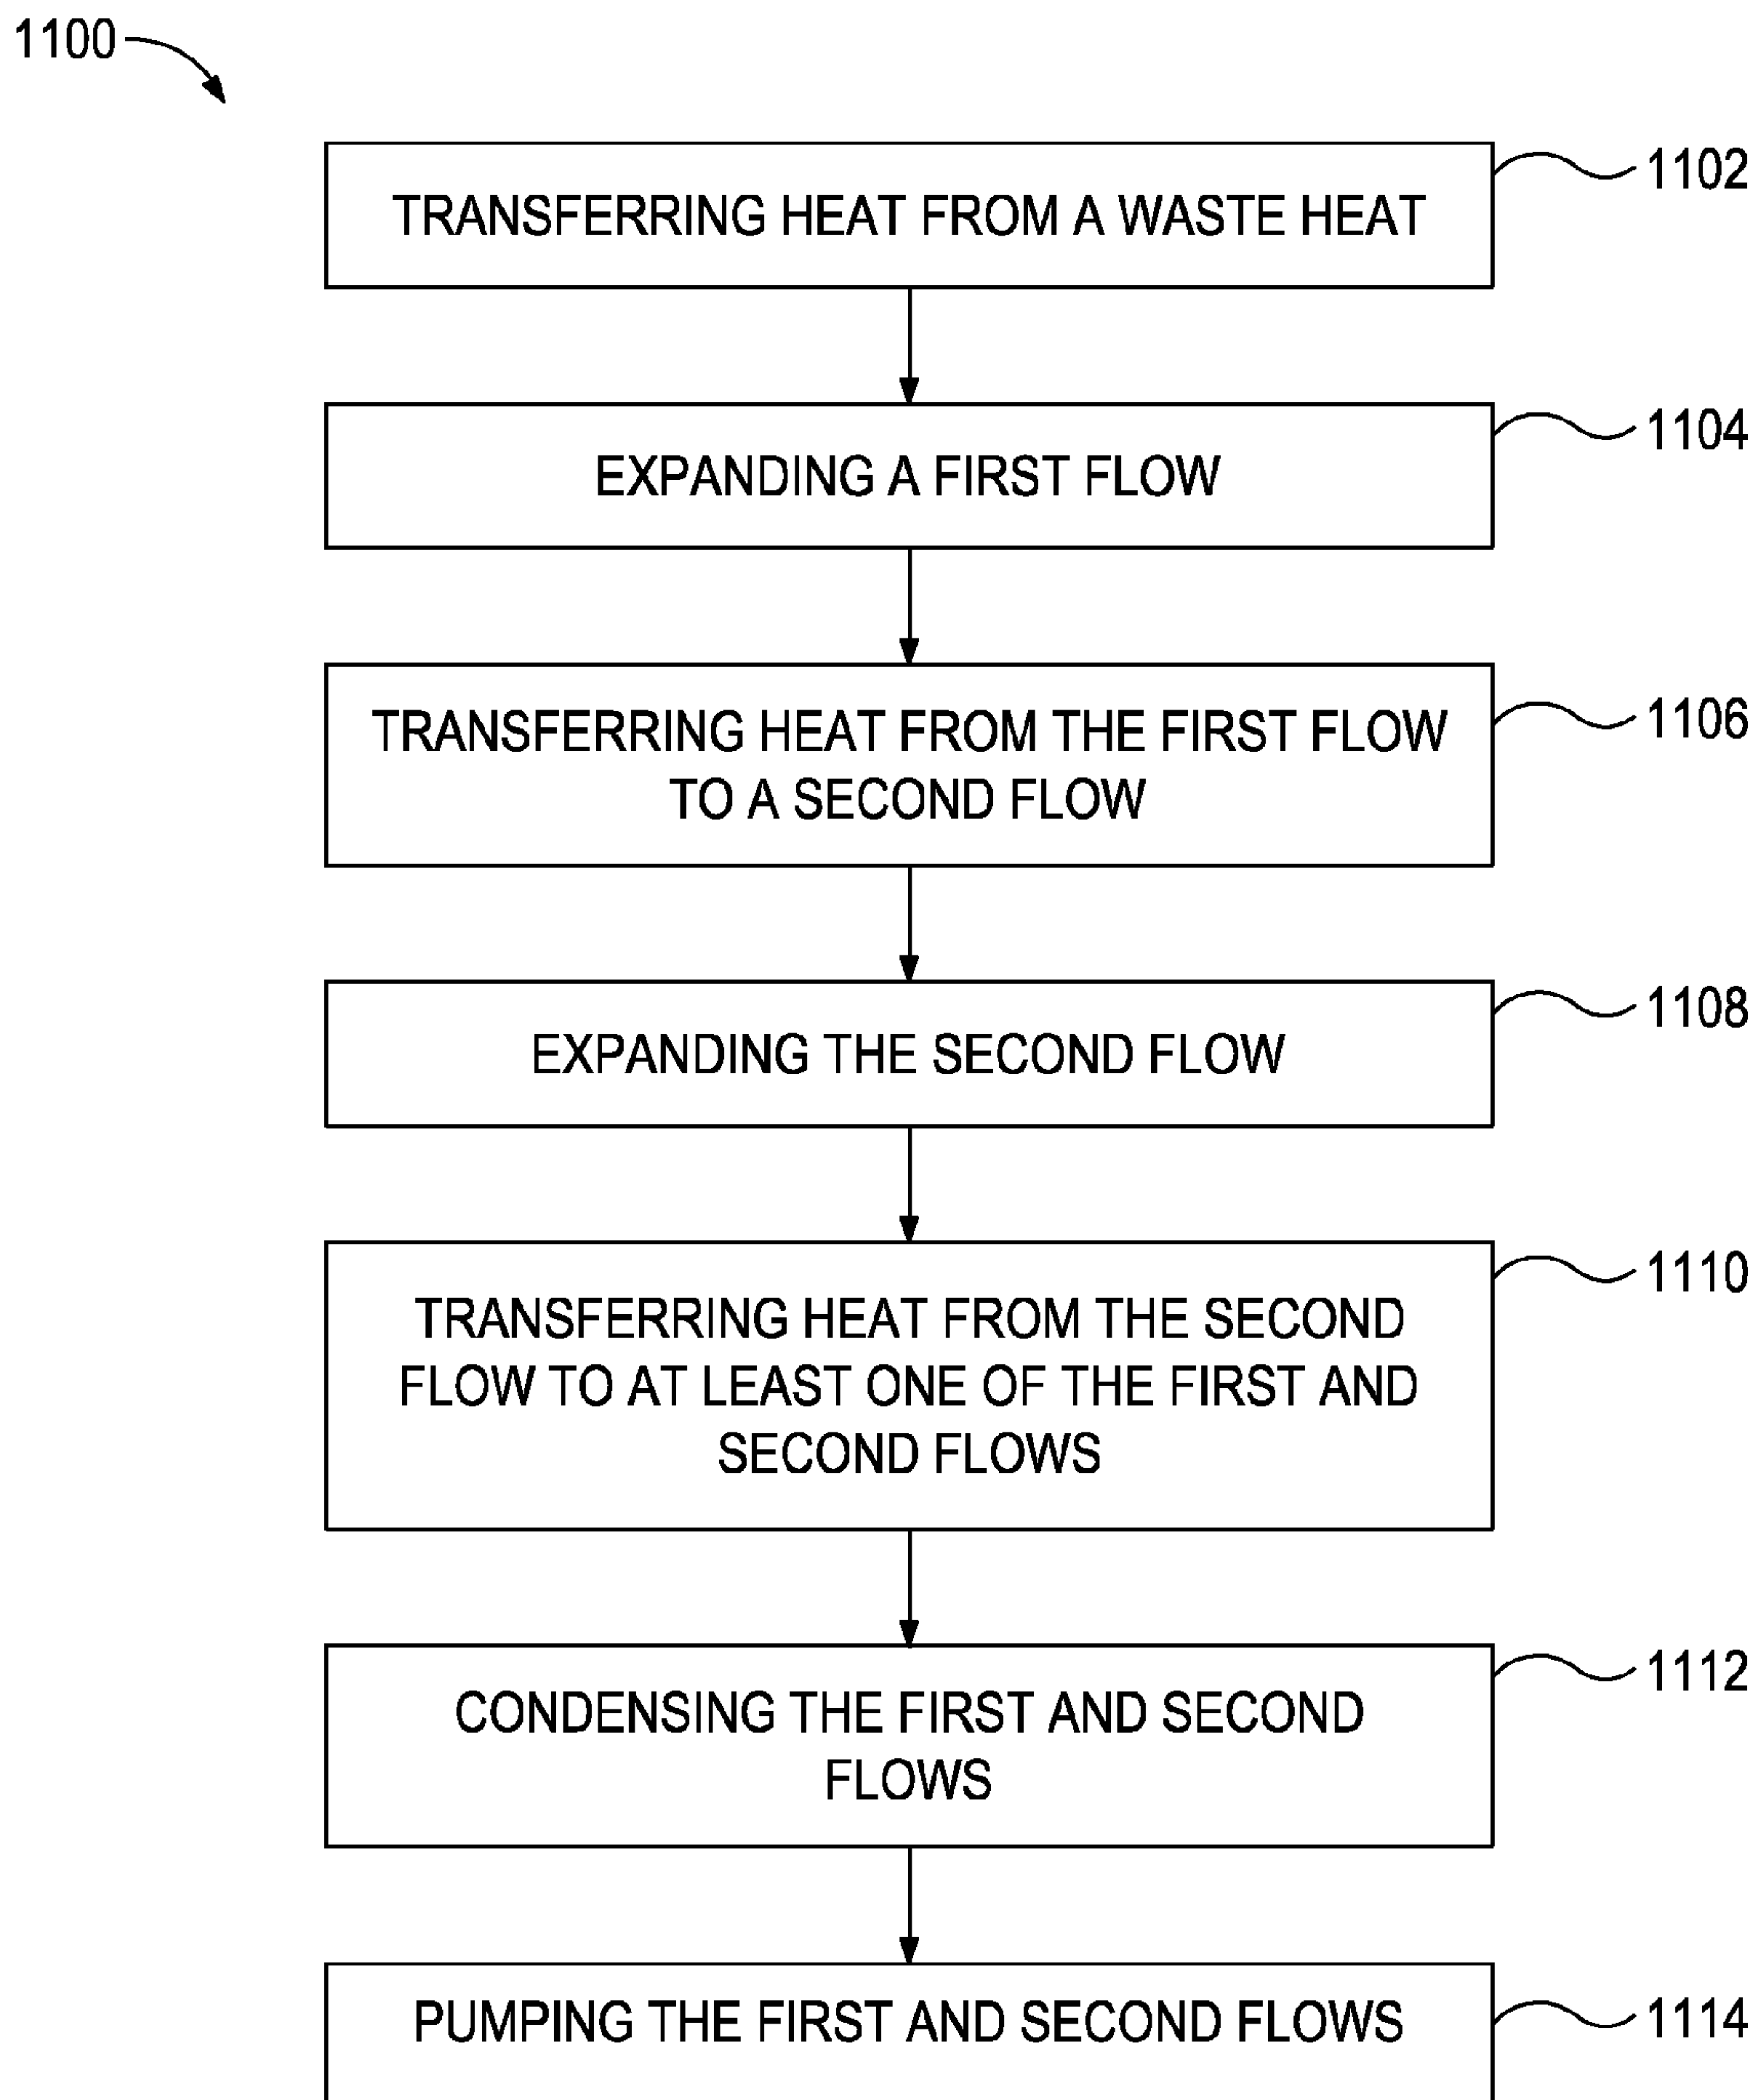 1100
TRANSFERRING HEAT FROM A WASTE HEAT
1102
EXPANDING A FIRST FLOW
1104
TRANSFERRING HEAT FROM THE FIRST FLOW
TO A SECOND FLOW
1106
EXPANDING THE SECOND FLOW
1108
TRANSFERRING HEAT FROM THE SECOND
FLOW TO AT LEAST ONE OF THE FIRST AND
SECOND FLOWS
1110
CONDENSING THE FIRST AND SECOND
FLOWS
1112
PUMPING THE FIRST AND SECOND FLOWS
1114